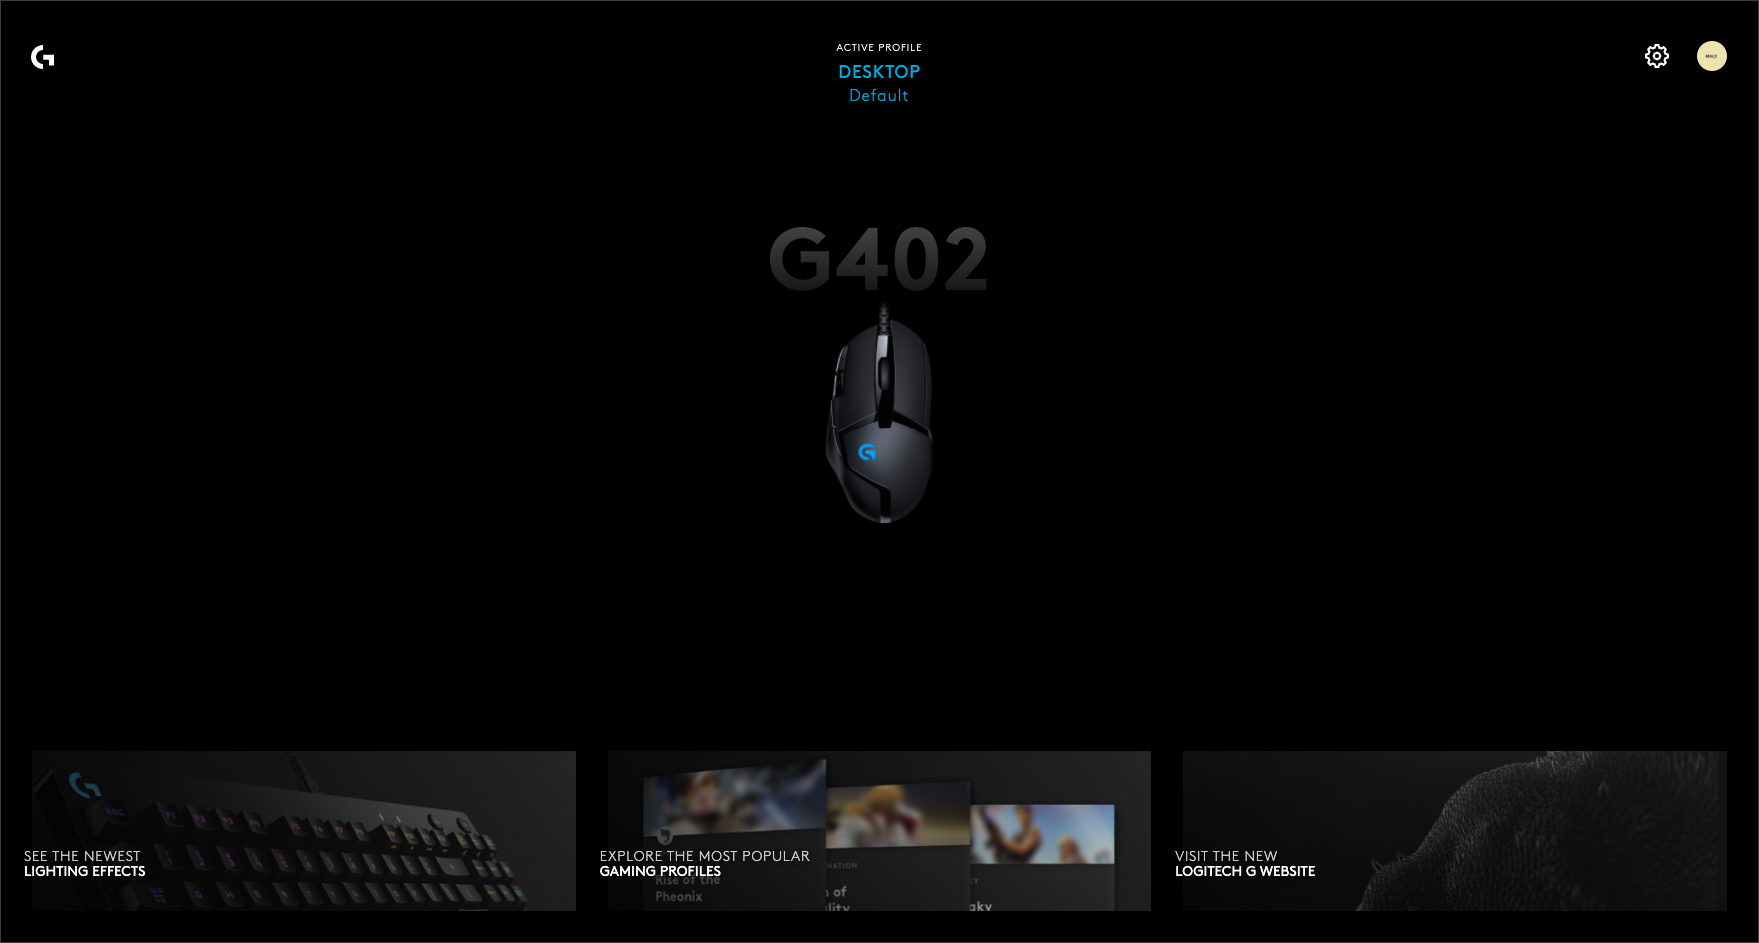 ACTIVE PROFILE
DESKTOP
Default
G402
SEE THE NEWEST
LIGHTING EFFECTS
EXPLORE THE MOST POPULAR
GAMING PROFILES
Rise of the
Pheonix
VISIT THE NEW
LOGITECH G WEBSITE